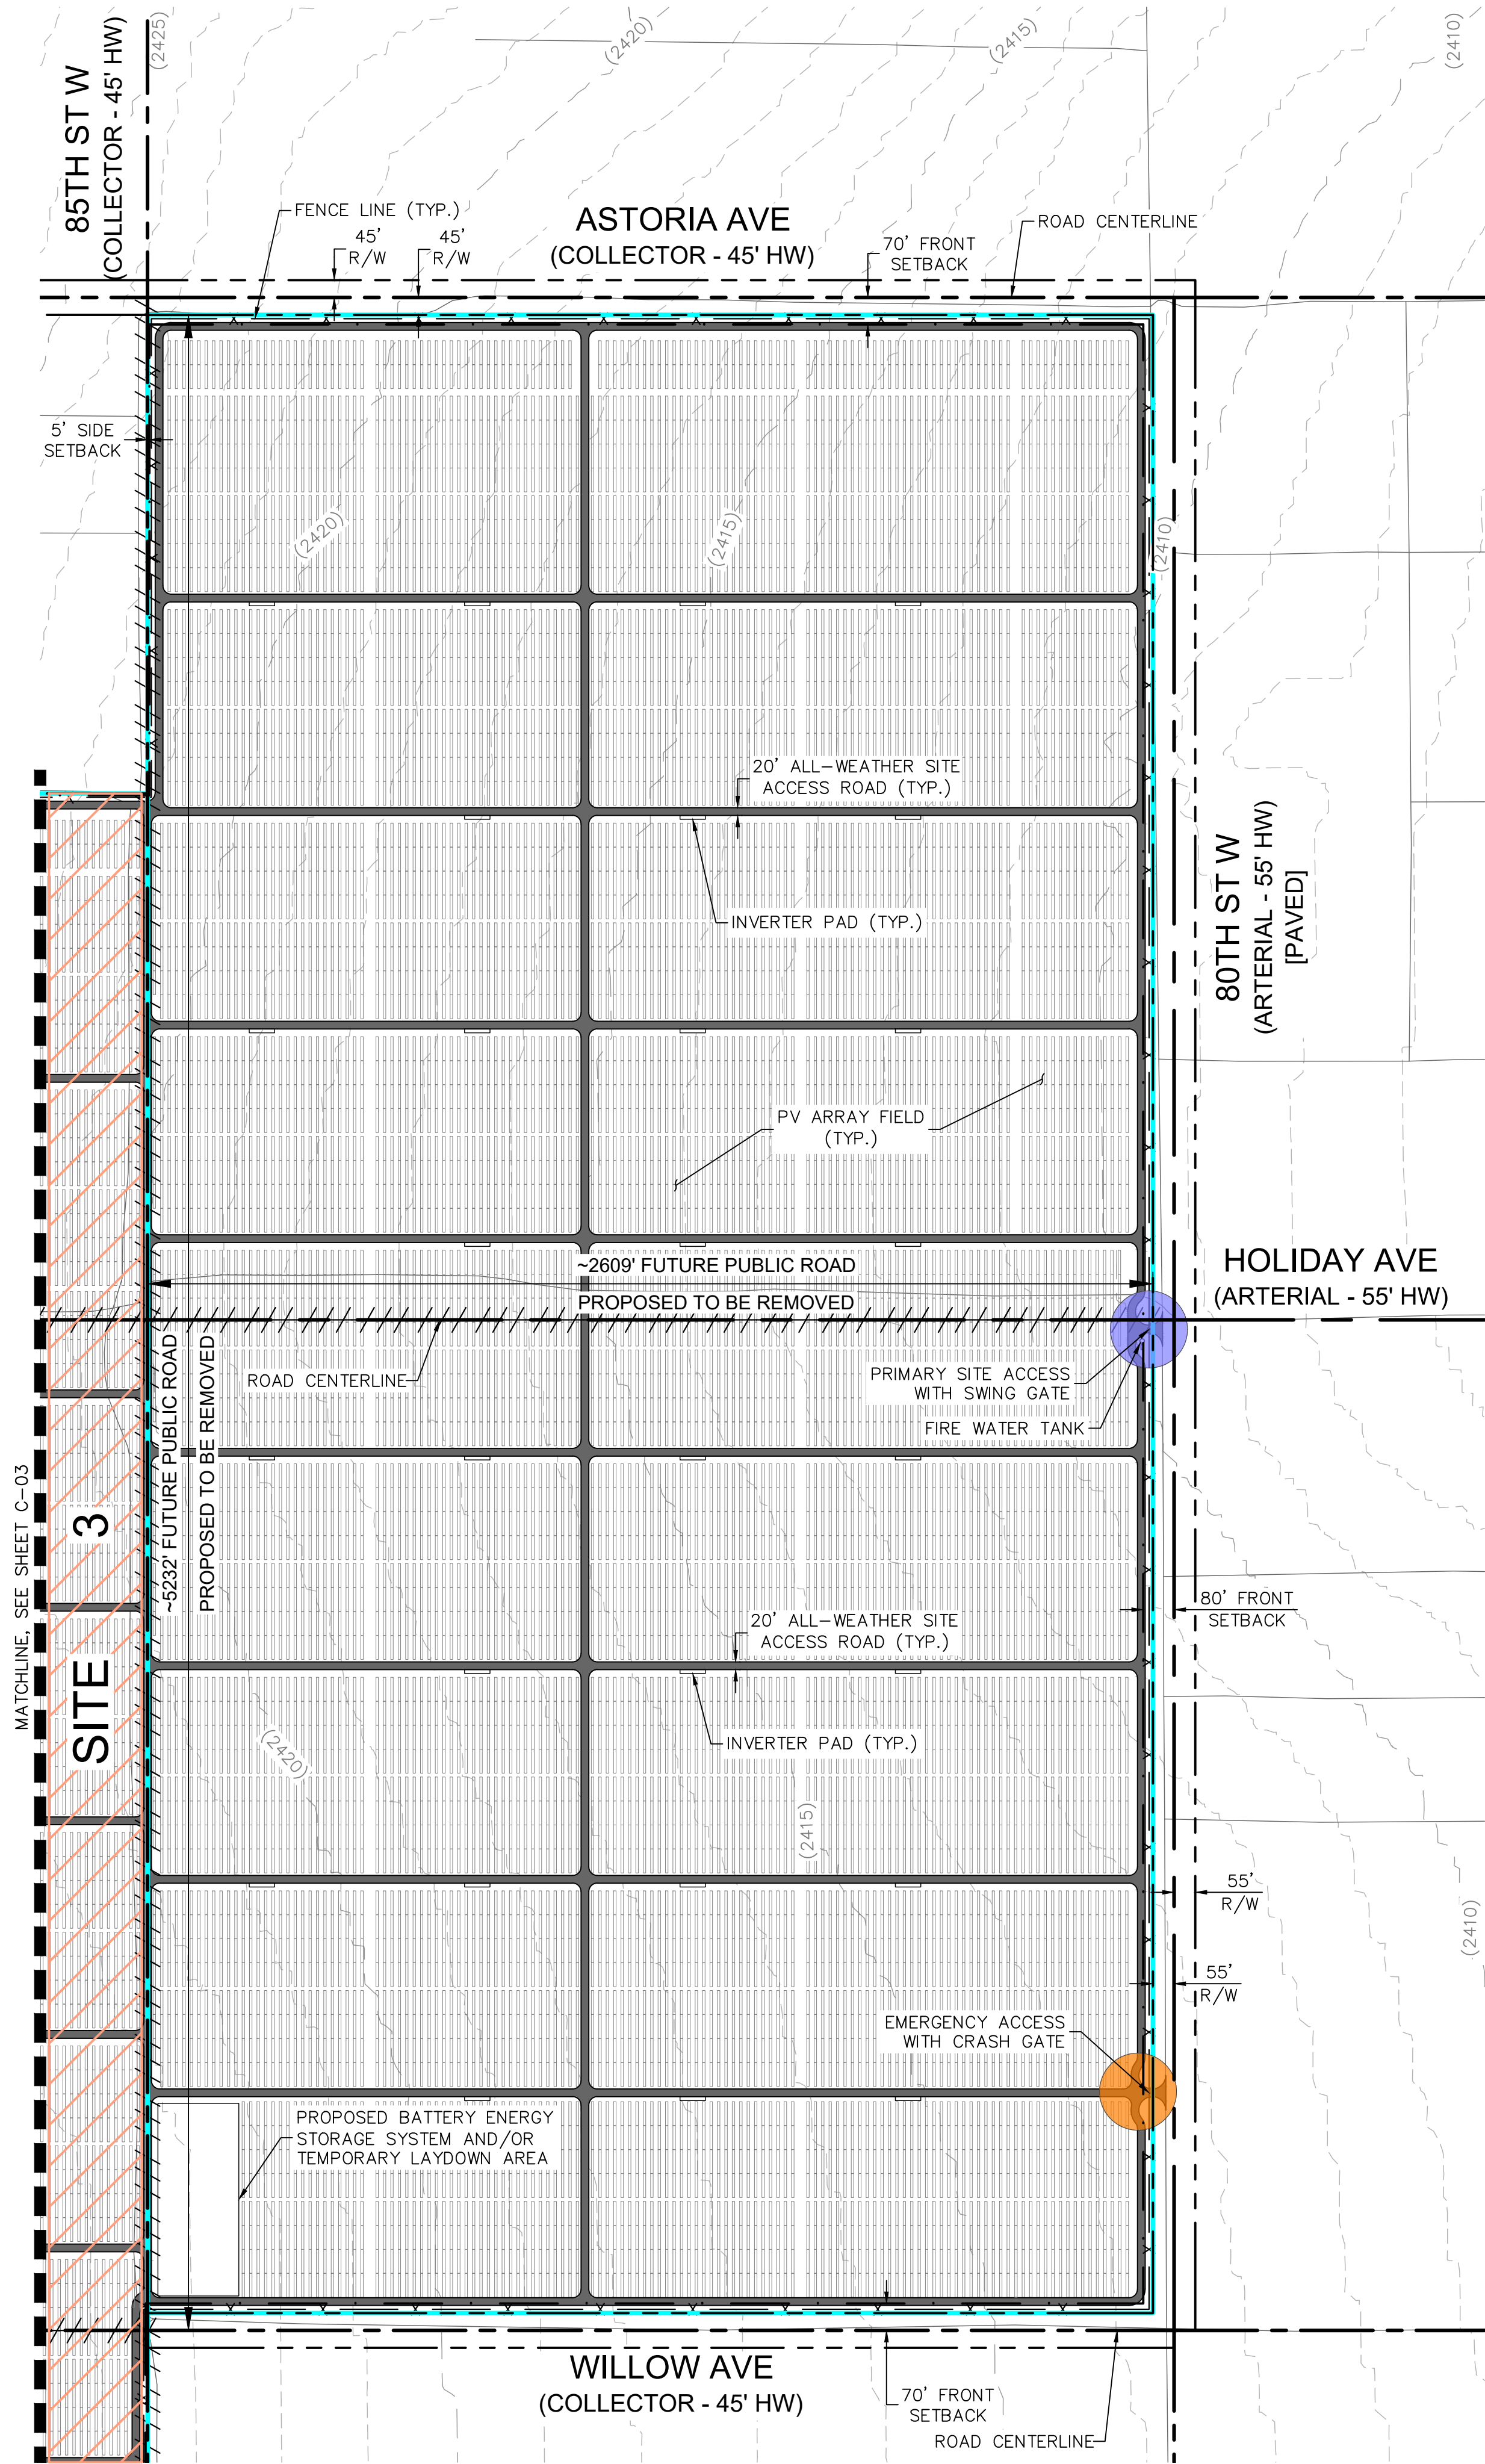 85TH ST W
(COLLECTOR - 45' HW)
(2425)
(2420)
(2415)
(2410)
FENCE LINE (TYP.)
45'
R/W
45'
R/W
ASTORIA AVE
(COLLECTOR - 45' HW)
70' FRONT
SETBACK
ROAD CENTERLINE
5' SIDE
SETBACK
(2420)
(2415)
(2410)
20' ALL-WEATHER SITE
ACCESS ROAD (TYP.)
INVERTER PAD (TYP.)
80TH ST W
(ARTERIAL - 55' HW)
[PAVED]
PV ARRAY FIELD
(TYP.)
~2609' FUTURE PUBLIC ROAD
PROPOSED TO BE REMOVED
HOLIDAY AVE
(ARTERIAL - 55' HW)
ROAD CENTERLINE
PRIMARY SITE ACCESS
WITH SWING GATE
FIRE WATER TANK
~5232' FUTURE PUBLIC ROAD
PROPOSED TO BE REMOVED
MATCHLINE, SEE SHEET C-03
SITE 3
20' ALL-WEATHER SITE
ACCESS ROAD (TYP.)
80' FRONT
SETBACK
INVERTER PAD (TYP.)
(2420)
(2415)
55'
R/W
(2410)
55'
R/W
EMERGENCY ACCESS
WITH CRASH GATE
PROPOSED BATTERY ENERGY
STORAGE SYSTEM AND/OR
TEMPORARY LAYDOWN AREA
WILLOW AVE
(COLLECTOR - 45' HW)
70' FRONT
SETBACK
ROAD CENTERLINE